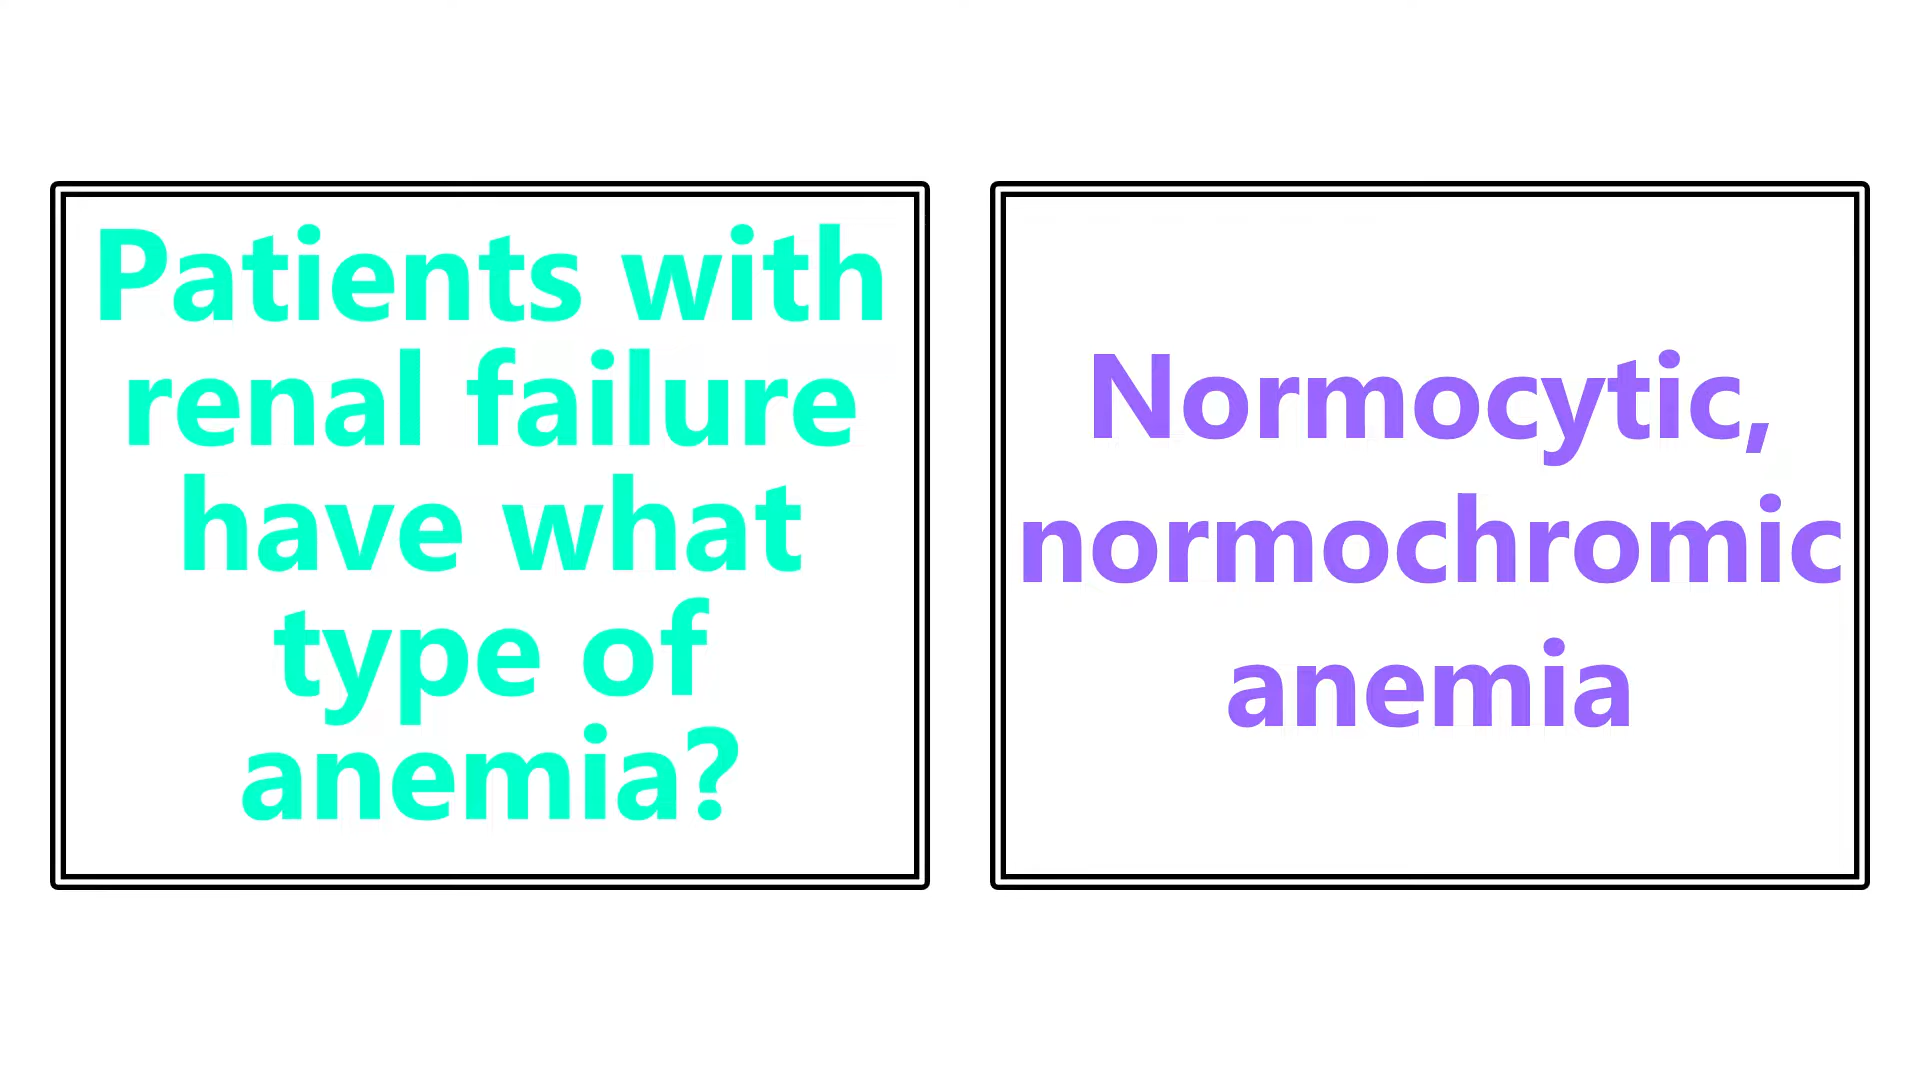 Patients with
renal failure
have what
type of
anemia?
Normocytic,
normochromic
anemia